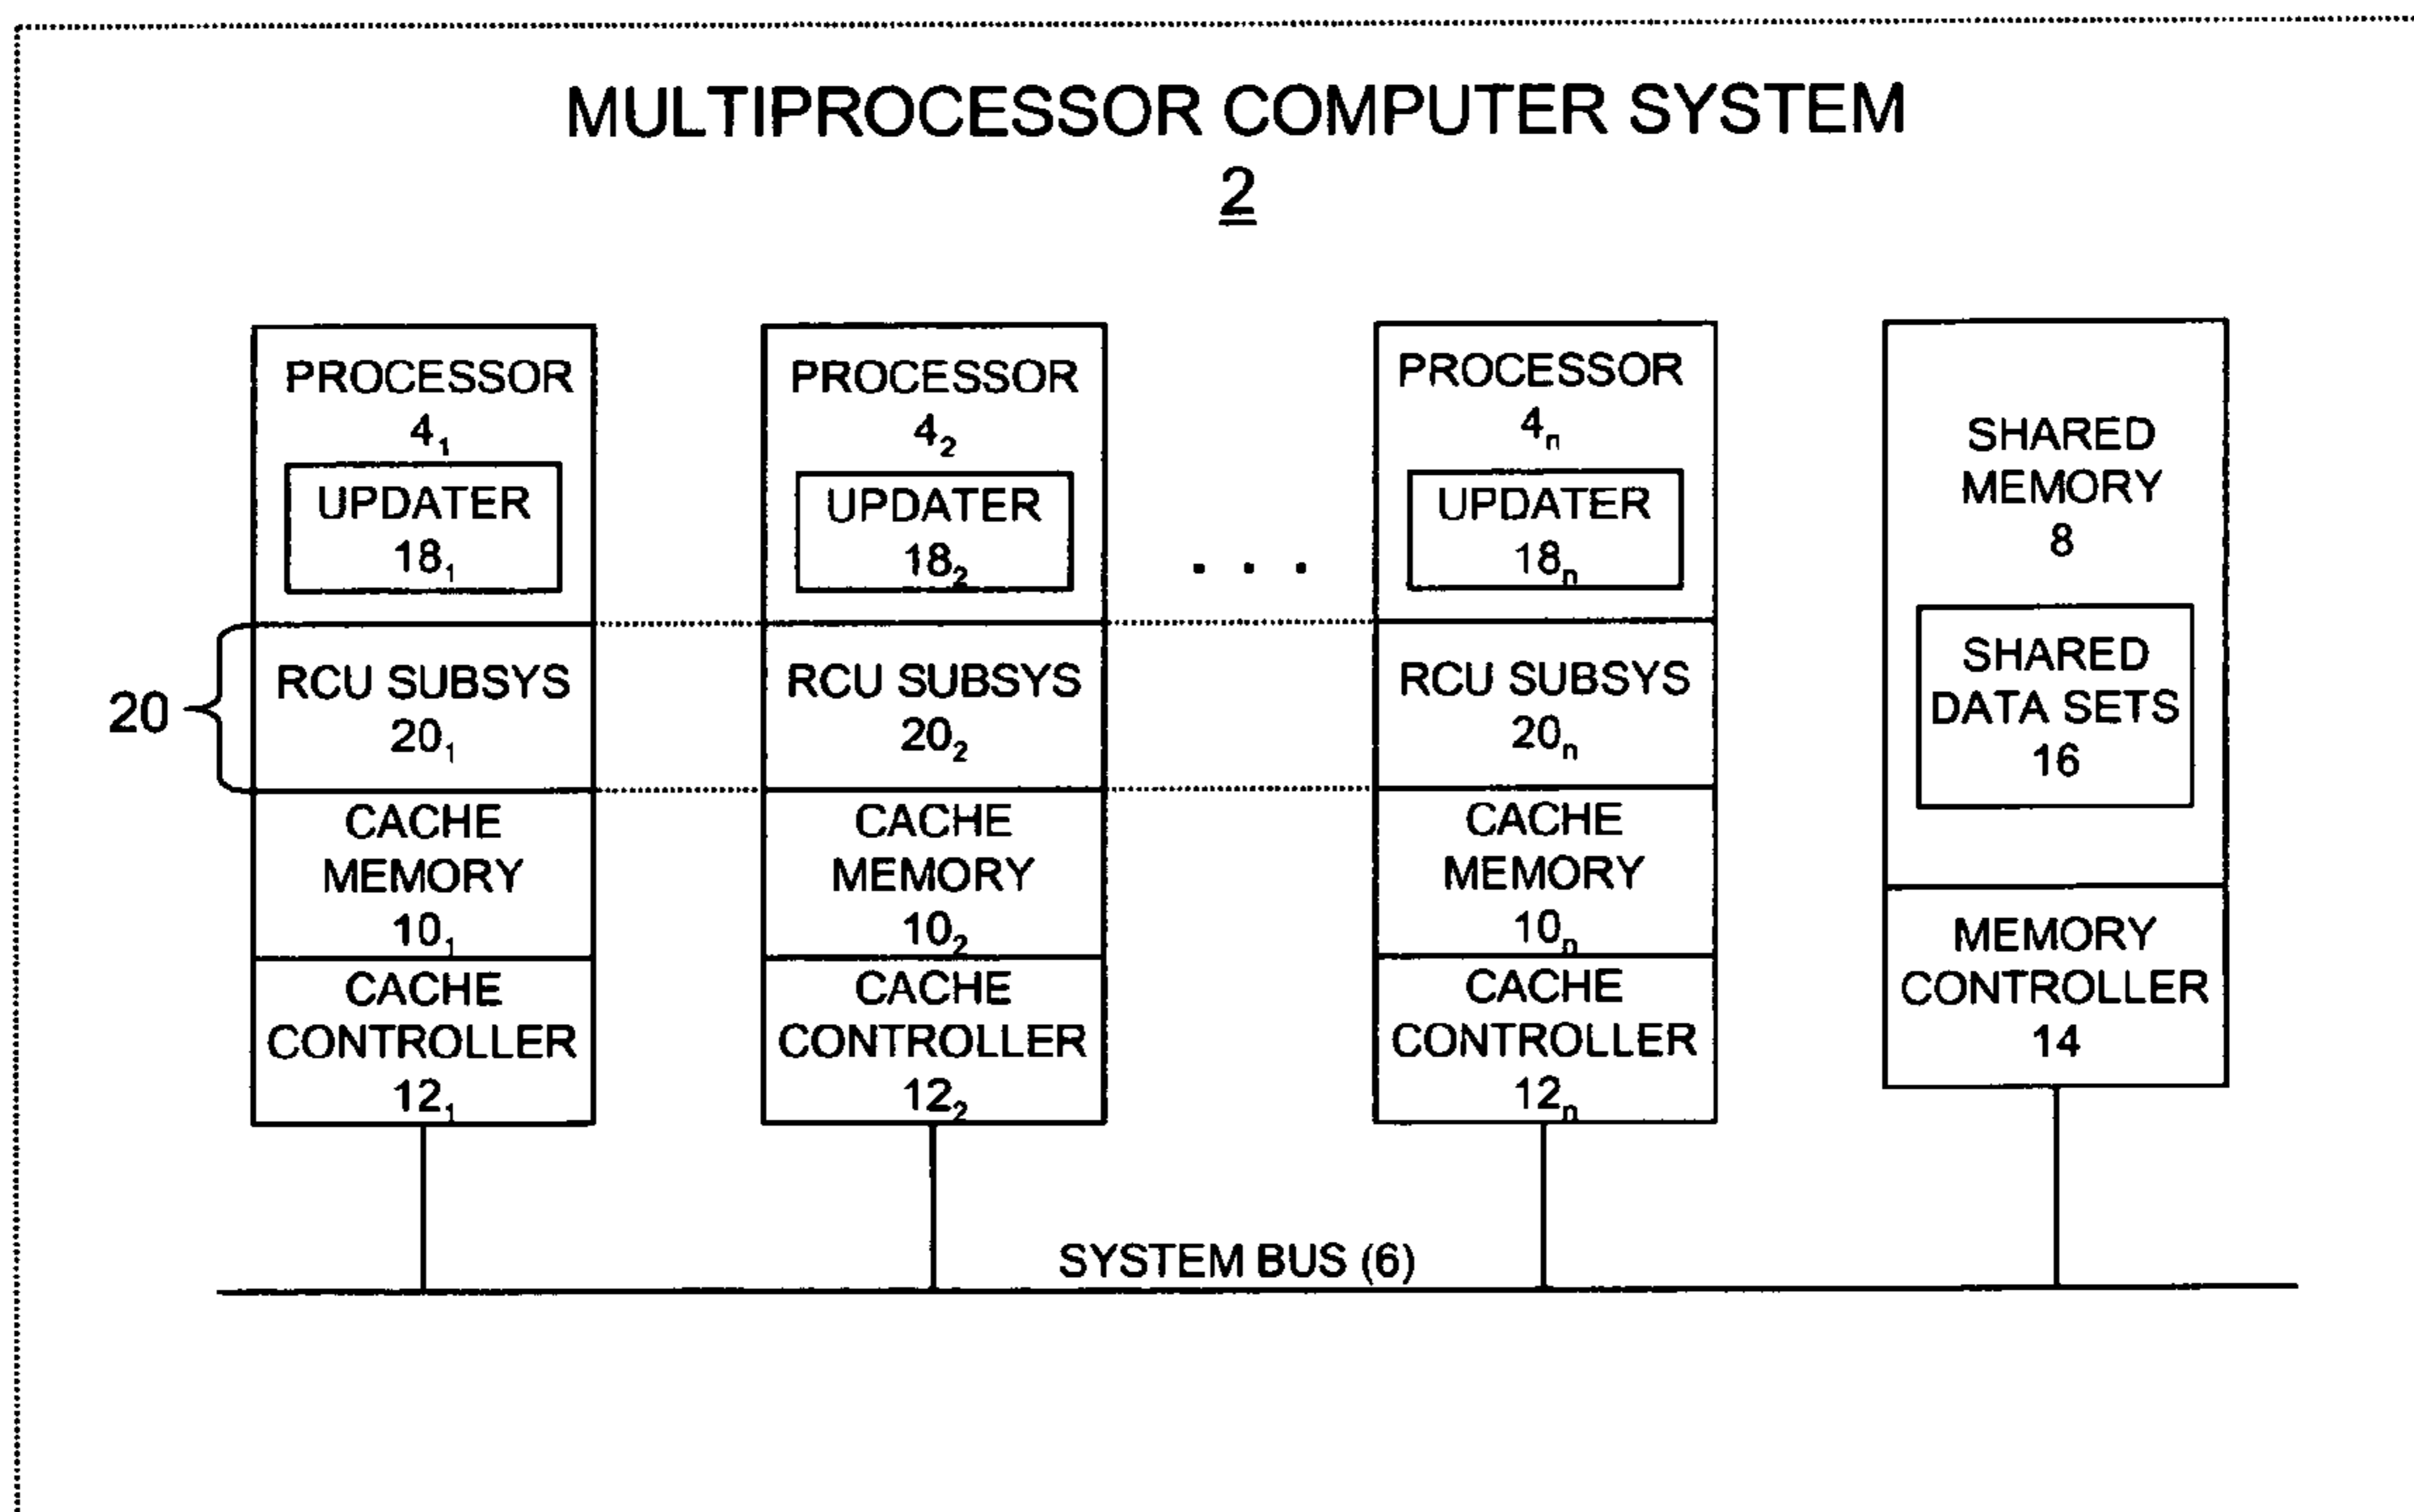 MULTIPROCESSOR COMPUTER SYSTEM
2
PROCESSOR
4₁
UPDATER
18₁
RCU SUBSYS
20₁
CACHE
MEMORY
10₁
CACHE
CONTROLLER
12₁
20
PROCESSOR
4₂
UPDATER
18₂
RCU SUBSYS
20₂
CACHE
MEMORY
10₂
CACHE
CONTROLLER
12₂
. . .
PROCESSOR
4ₙ
UPDATER
18ₙ
RCU SUBSYS
20ₙ
CACHE
MEMORY
10ₙ
CACHE
CONTROLLER
12ₙ
SHARED
MEMORY
8
SHARED
DATA SETS
16
MEMORY
CONTROLLER
14
SYSTEM BUS (6)